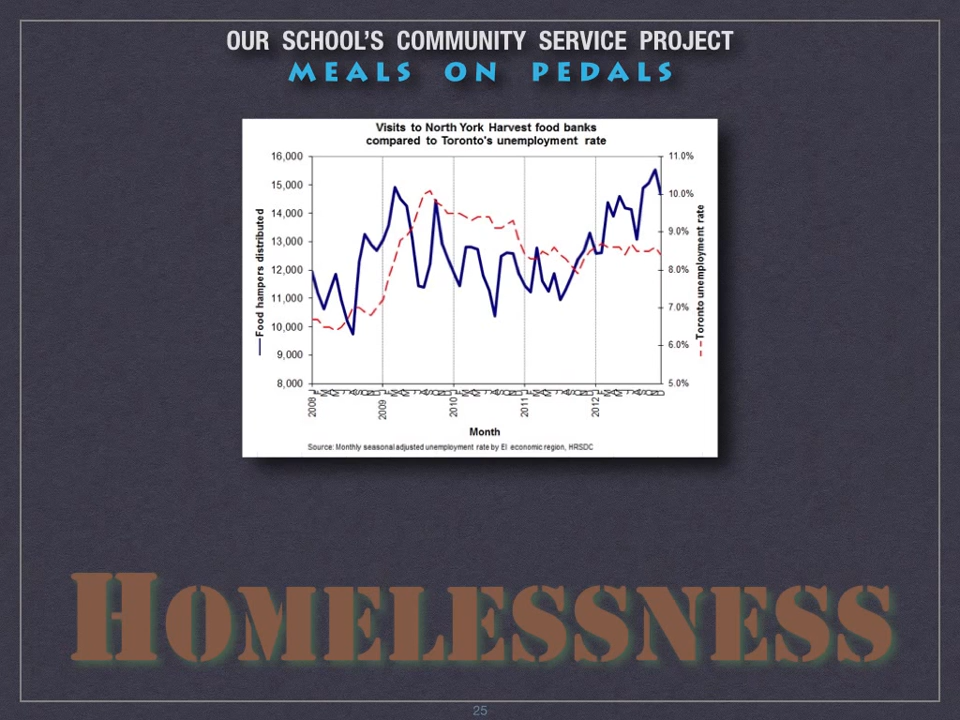 OUR SCHOOL'S COMMUNITY SERVICE PROJECT
MEALS ON PEDALS
Visits to North York Harvest food banks
compared to Toronto's unemployment rate
16,000
15,000
14,000
13,000
12,000
11,000
10,000
9,000
8,000
Food hampers distributed
11.0%
10.0%
9.0%
8.0%
7.0%
6.0%
5.0%
Toronto unemployment rate
2008
2009
2010
2011
2012
Month
Source: Monthly seasonal adjusted unemployment rate by EI economic region, HRSDC
HOMELESSNESS
25